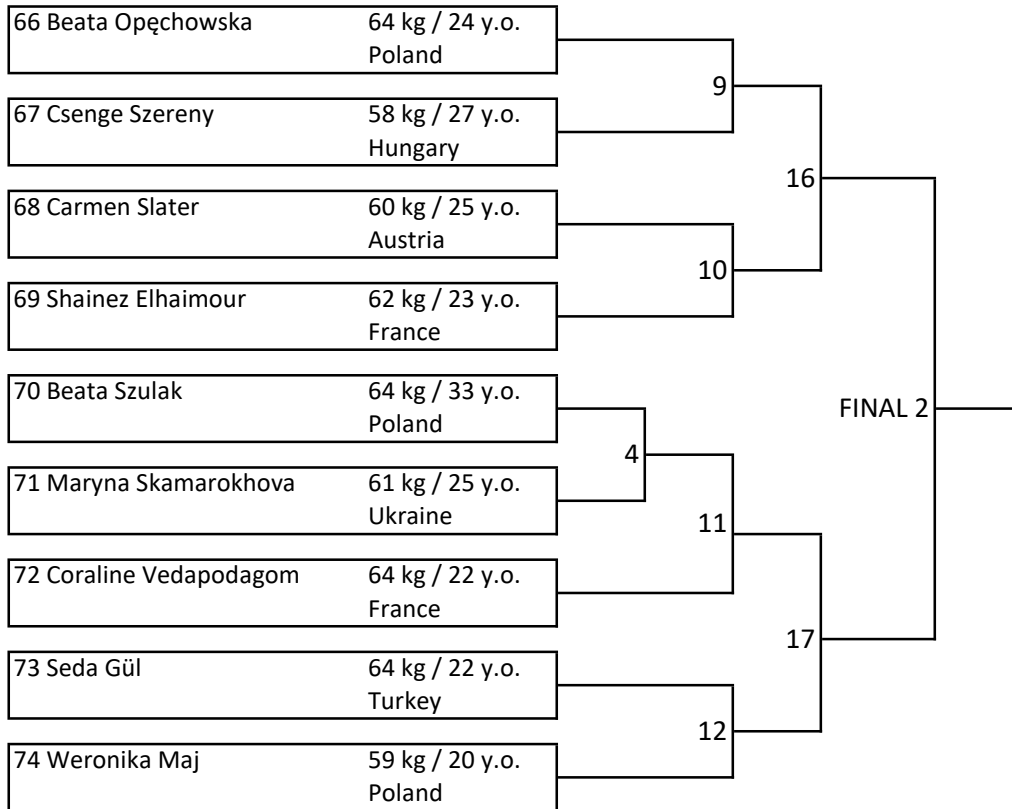 66 Beata Opęchowska 64 kg / 24 y.o.
Poland
9
67 Csenge Szereny 58 kg / 27 y.o.
Hungary
16
68 Carmen Slater 60 kg / 25 y.o.
Austria
10
69 Shainez Elhaimour 62 kg / 23 y.o.
France
70 Beata Szulak 64 kg / 33 y.o.
Poland
FINAL 2
4
71 Maryna Skamarokhova 61 kg / 25 y.o.
Ukraine
11
72 Coraline Vedapodagom 64 kg / 22 y.o.
France
17
73 Seda Gül 64 kg / 22 y.o.
Turkey
12
74 Weronika Maj 59 kg / 20 y.o.
Poland